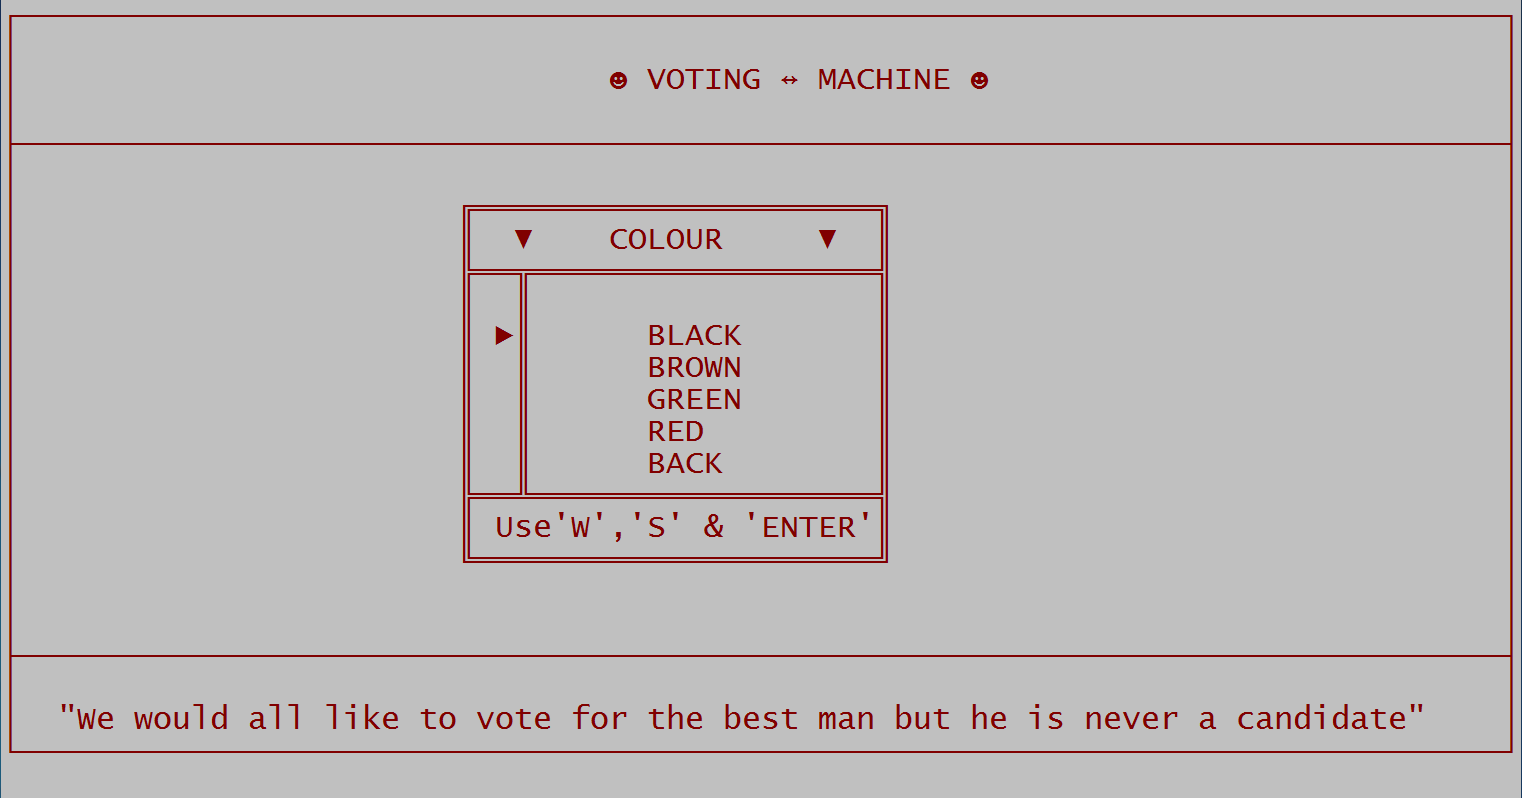 ☻ VOTING ↔ MACHINE ☻
▼ COLOUR ▼
► BLACK
BROWN
GREEN
RED
BACK
Use'W','S' & 'ENTER'
"We would all like to vote for the best man but he is never a candidate"